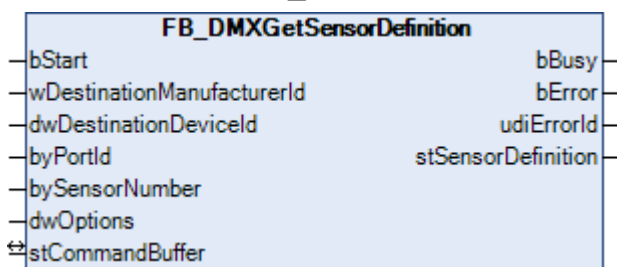 FB_DMXGetSensorDefinition
bStart bBusy
wDestinationManufacturerId bError
dwDestinationDeviceId udiErrorId
byPortId stSensorDefinition
bySensorNumber
dwOptions
stCommandBuffer